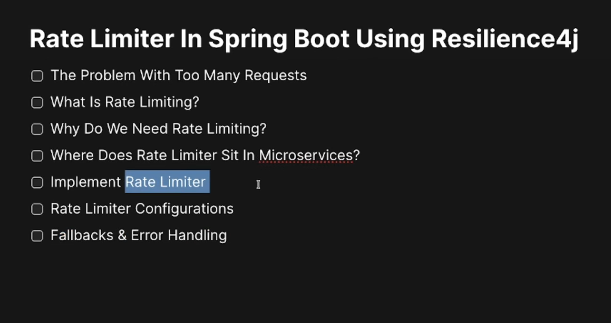 Rate Limiter In Spring Boot Using Resilience4j
The Problem With Too Many Requests
What Is Rate Limiting?
Why Do We Need Rate Limiting?
Where Does Rate Limiter Sit In Microservices?
Implement Rate Limiter
Rate Limiter Configurations
Fallbacks & Error Handling